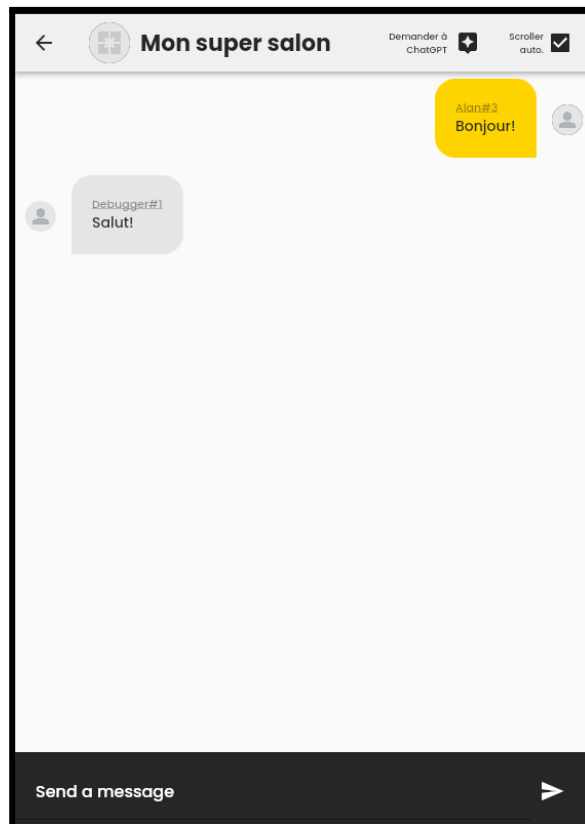 Mon super salon
Demander à
ChatGPT
Scroller
auto.
Alan#3
Bonjour!
Debugger#1
Salut!
Send a message